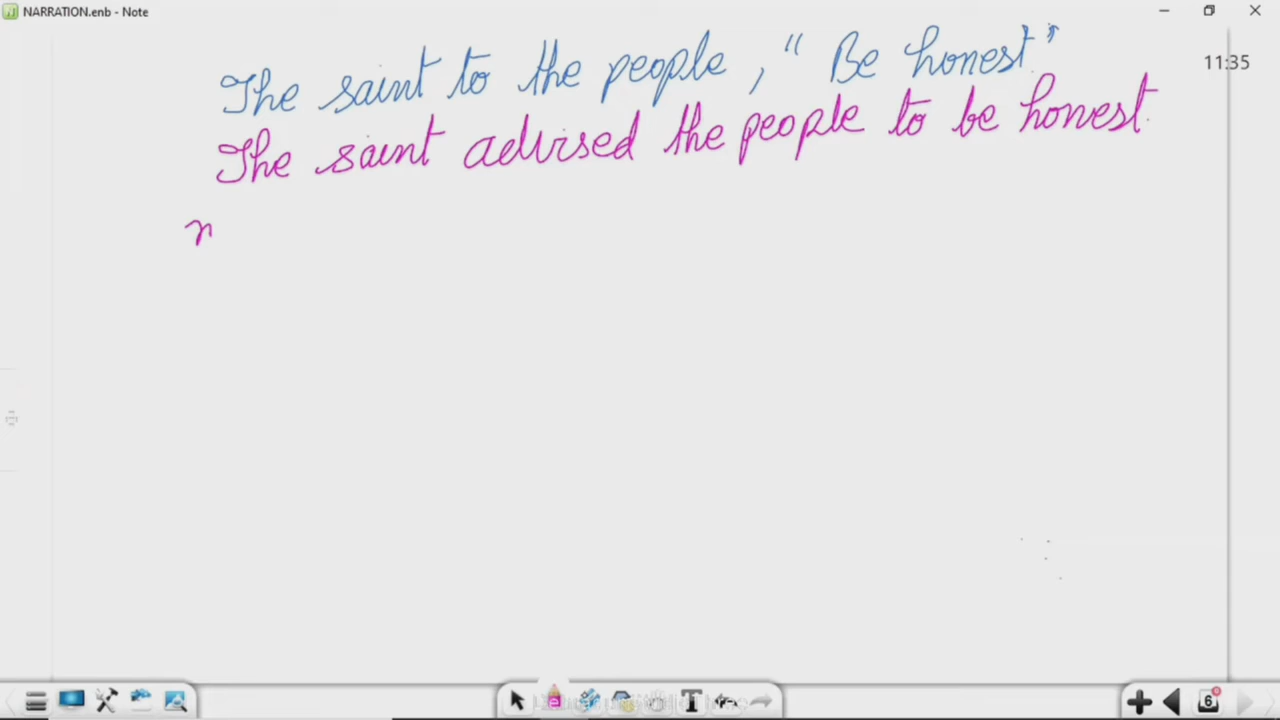 NARRATION.enb - Note
The saint to the people, " Be honest"
11:35
The saint advised the people to be honest.
n
6